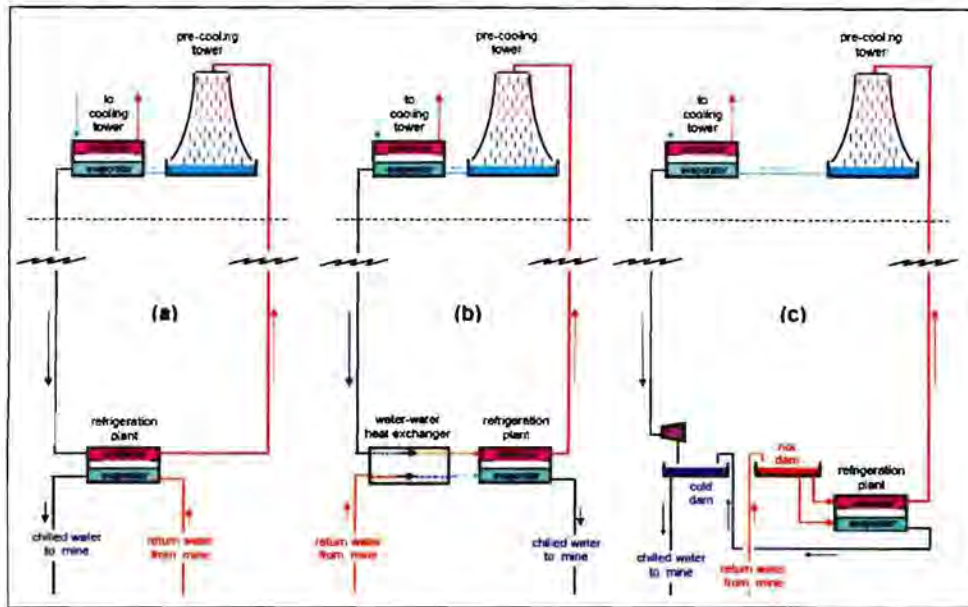 pre-cooling
tower
to
cooling
tower
evaporator
(a)
refrigeration
plant
chilled water
to mine
return water
from mine
pre-cooling
tower
to
cooling
tower
evaporator
(b)
water-water
heat exchanger
refrigeration
plant
return water
from mine
chilled water
to mine
pre-cooling
tower
to
cooling
tower
evaporator
(c)
hot
dam
cold
dam
refrigeration
plant
evaporator
chilled water
to mine
return water
from mine